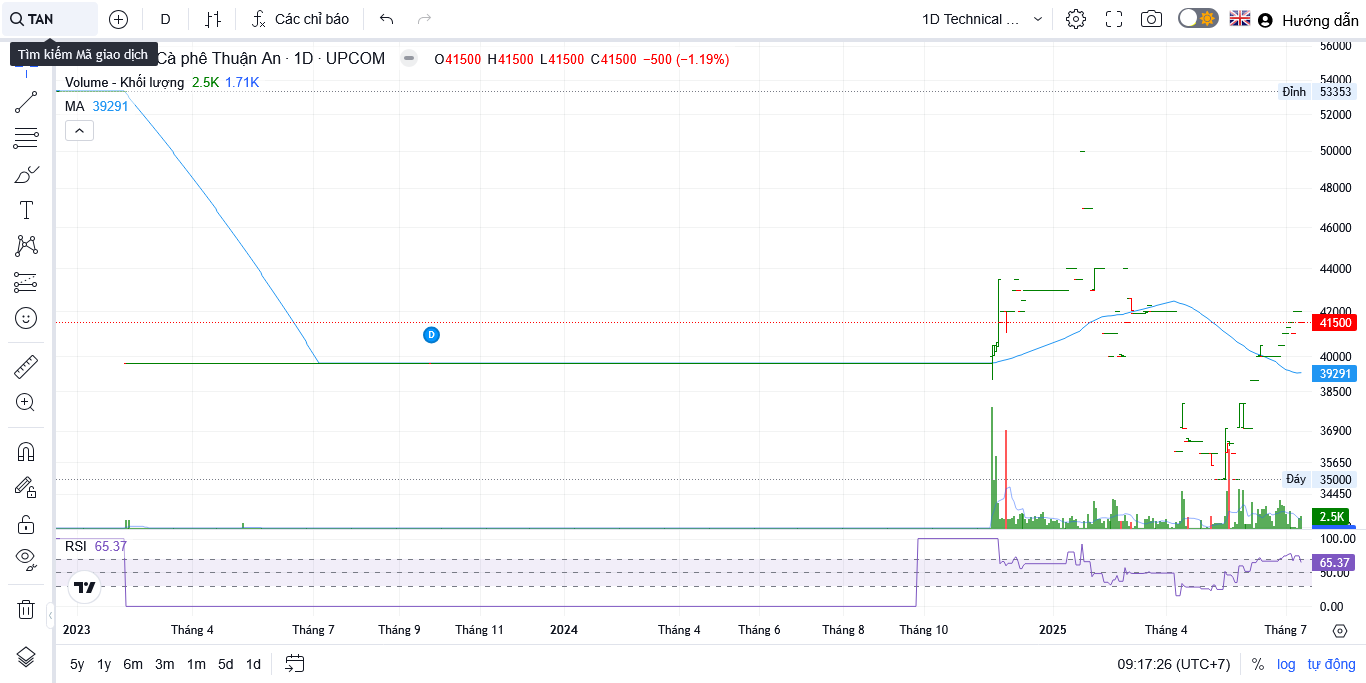 TAN
D
Các chỉ báo
1D Technical ...
Hướng dẫn
Tìm kiếm Mã giao dịch
Cà phê Thuận An · 1D · UPCOM
O41500 H41500 L41500 C41500 −500 (−1.19%)
Volume - Khối lượng 2.5K 1.71K
MA 39291
56000
54000
Đỉnh 53353
52000
50000
48000
46000
44000
42000
41500
40000
39291
38500
36900
35650
Đáy 35000
34450
2.5K
D
RSI 65.37
100.00
65.37
50.00
0.00
2023 Tháng 4 Tháng 7 Tháng 9 Tháng 11 2024 Tháng 4 Tháng 6 Tháng 8 Tháng 10 2025 Tháng 4 Tháng 7
5y 1y 6m 3m 1m 5d 1d
09:17:26 (UTC+7) % log tự động